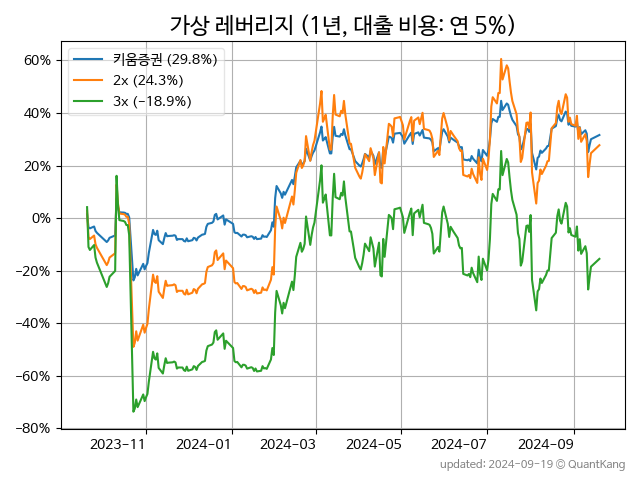 가상 레버리지 (1년, 대출 비용: 연 5%)
키움증권 (29.8%)
2x (24.3%)
3x (−18.9%)
60%
40%
20%
0%
−20%
−40%
−60%
−80%
2023-11
2024-01
2024-03
2024-05
2024-07
2024-09
updated: 2024-09-19 @ QuantKang